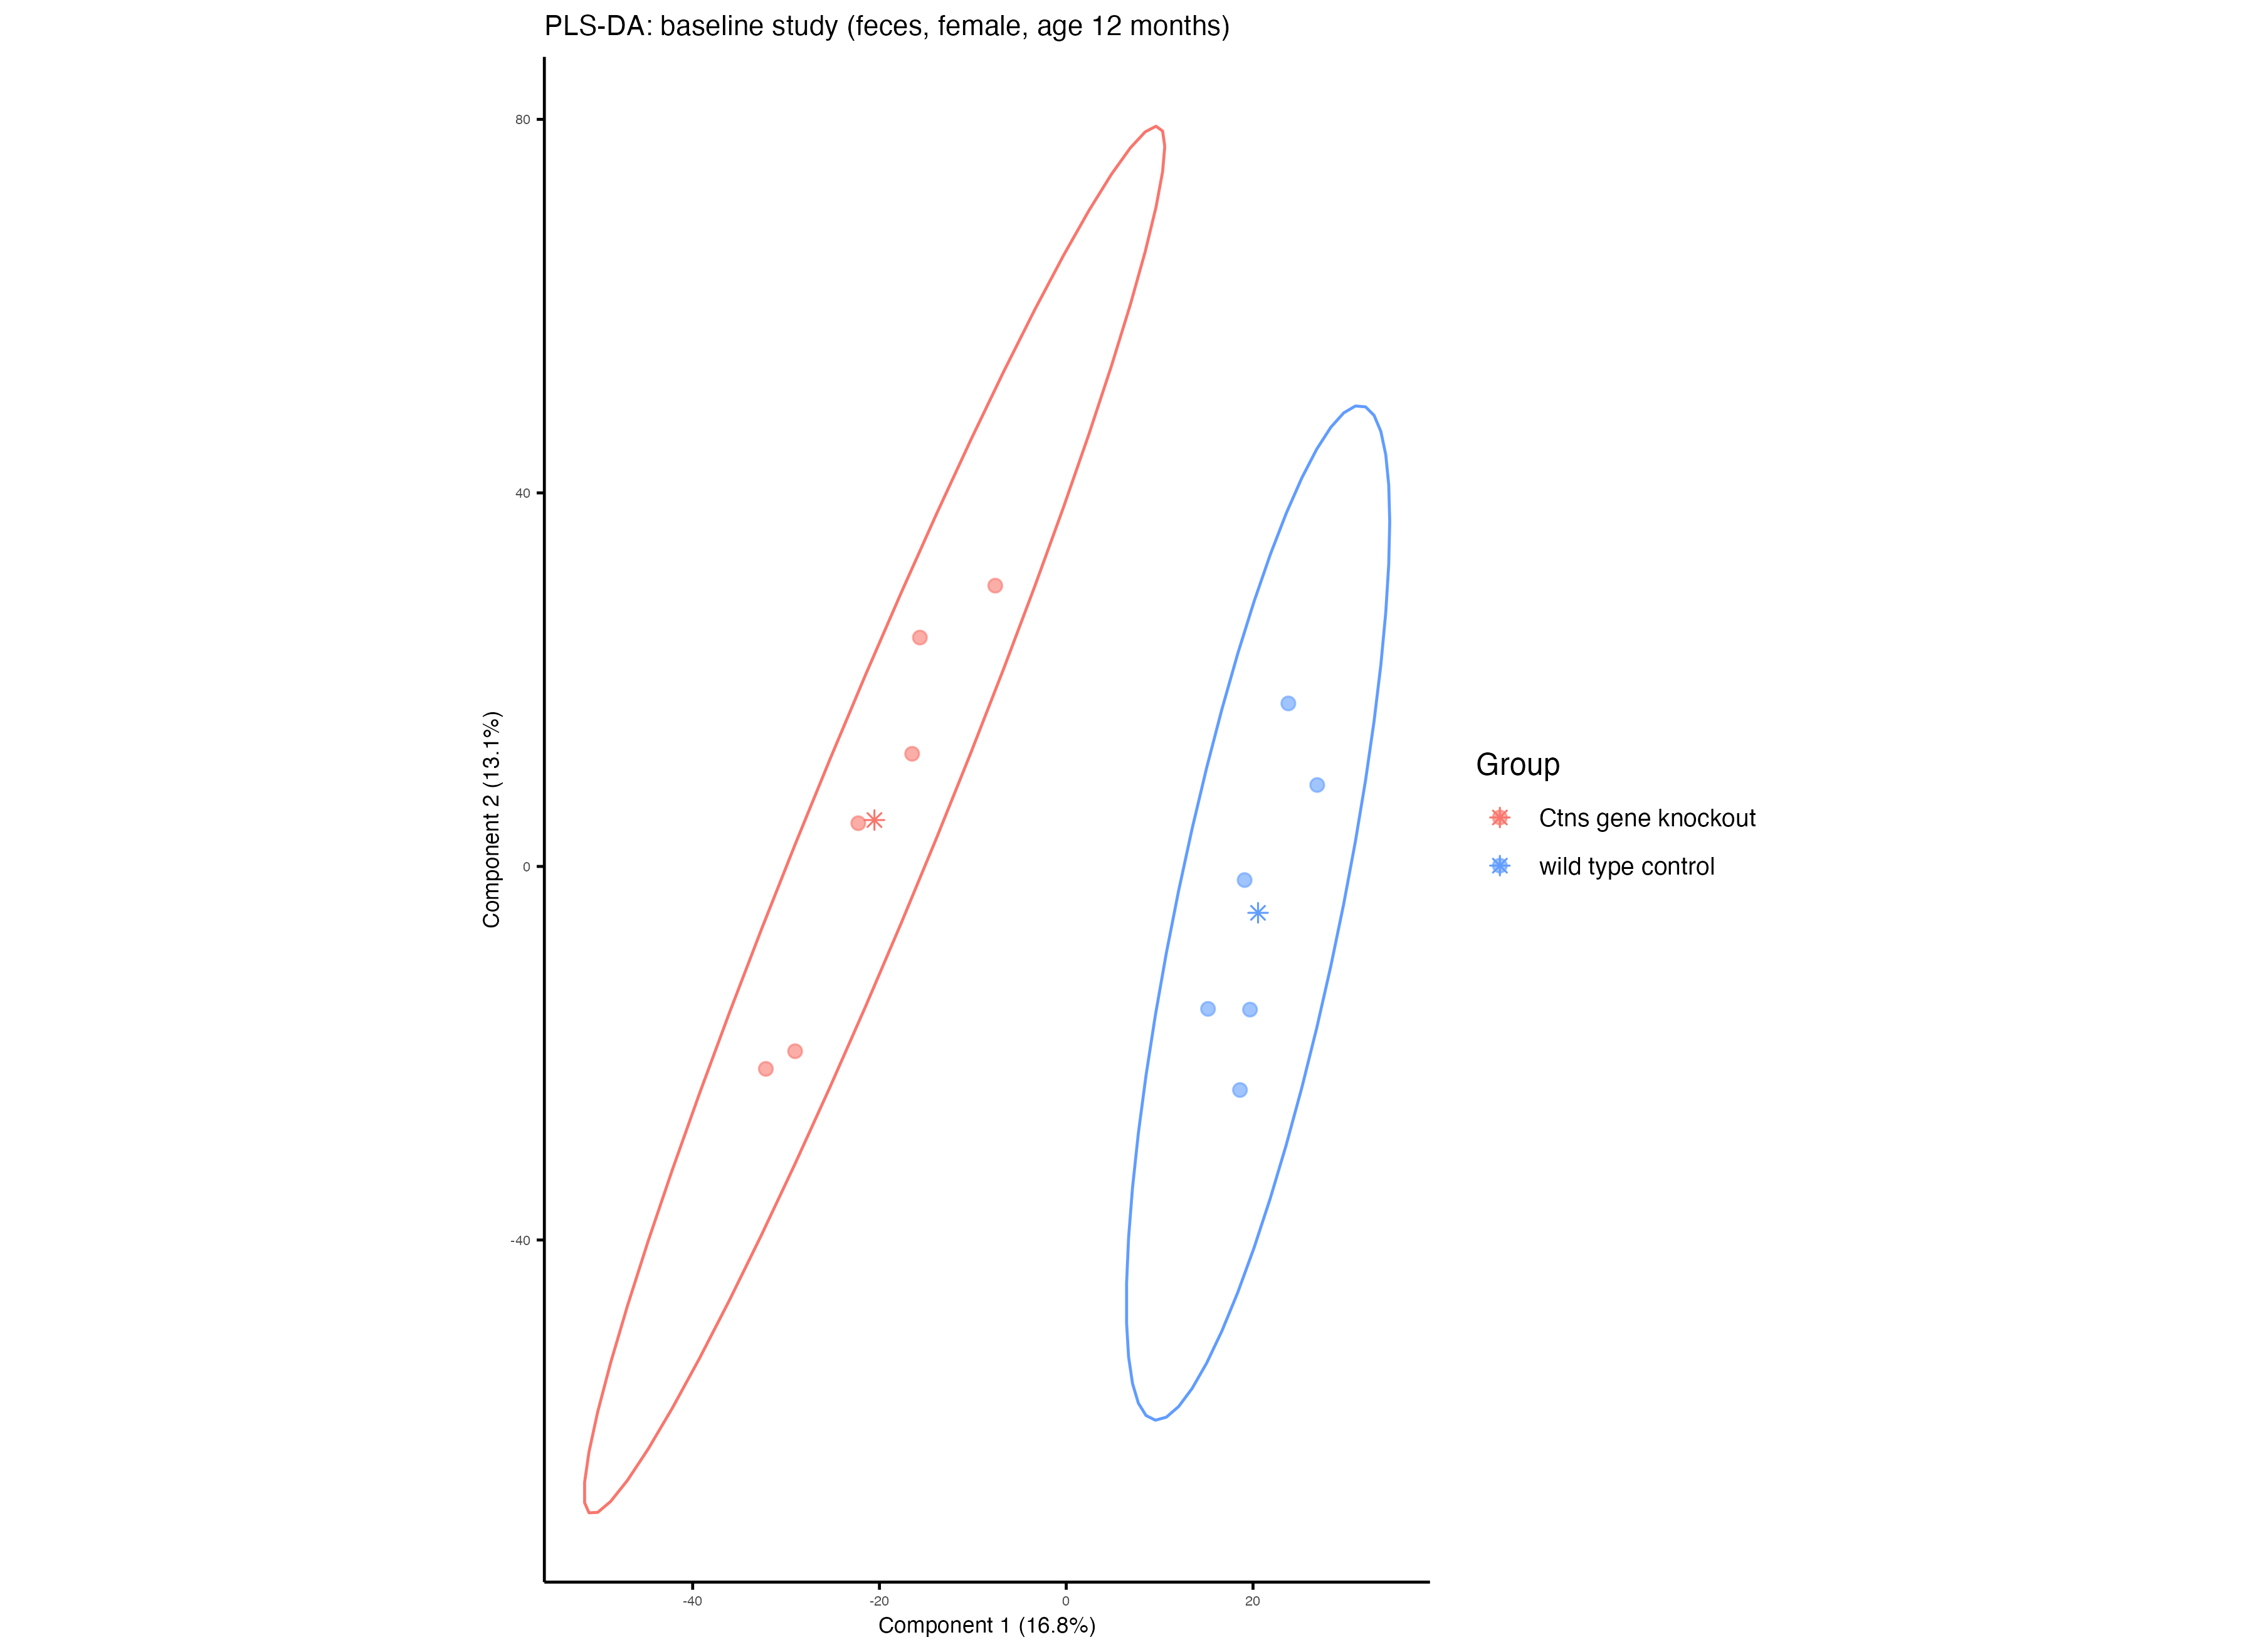 PLS-DA: baseline study (feces, female, age 12 months)
80
40
0
-40
Component 2 (13.1%)
-40
-20
0
20
Component 1 (16.8%)
Group
Ctns gene knockout
wild type control